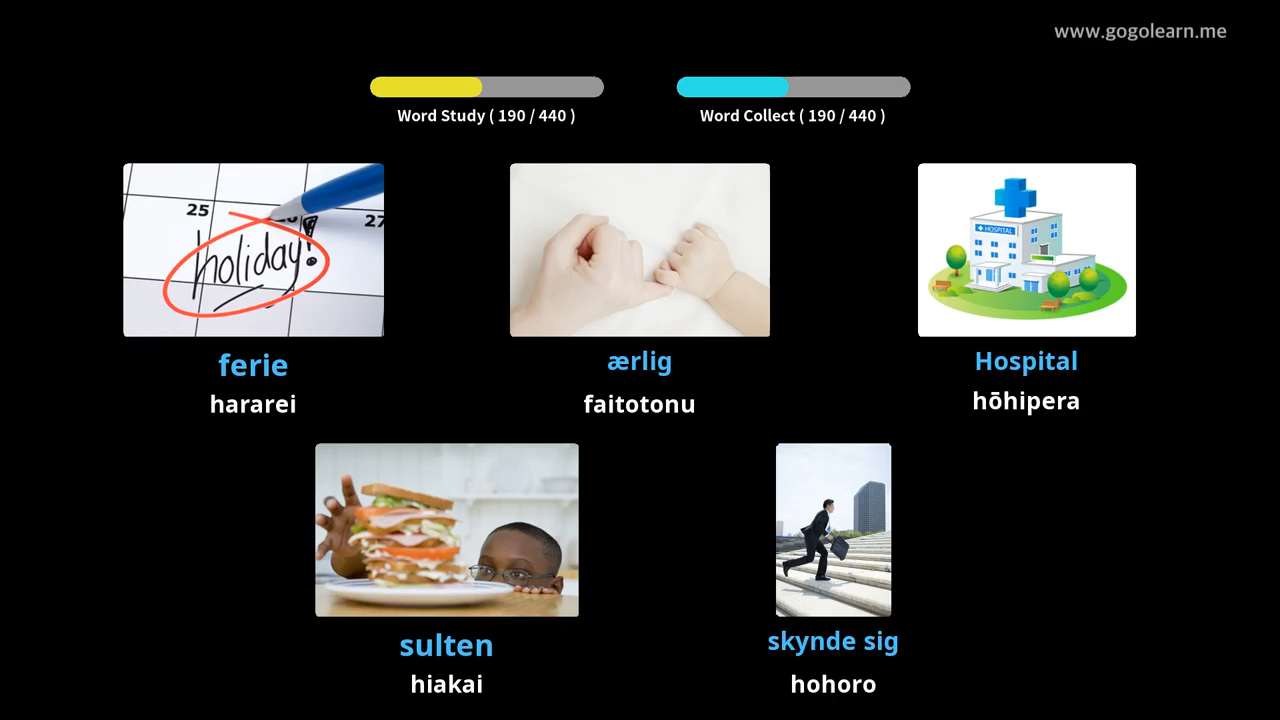 www.gogolearn.me
Word Study ( 190 / 440 )
Word Collect ( 190 / 440 )
25
27
holiday!
HOSPITAL
ferie
hararei
ærlig
faitotonu
Hospital
hōhipera
sulten
hiakai
skynde sig
hohoro